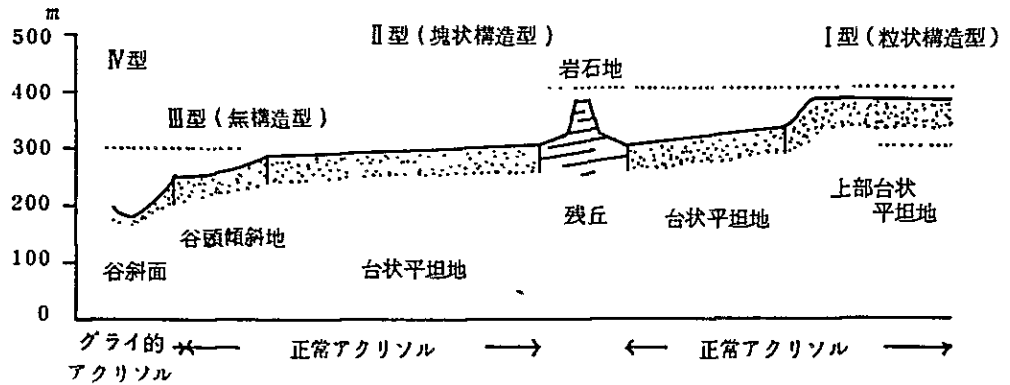 m
500
400
300
200
100
0
Ⅳ型
Ⅲ型(無構造型)
Ⅱ型(塊状構造型)
岩石地
Ⅰ型(粒状構造型)
谷斜面
谷頭傾斜地
台状平坦地
残丘
台状平坦地
上部台状
平坦地
グライ的
アクリソル
正常アクリソル
正常アクリソル